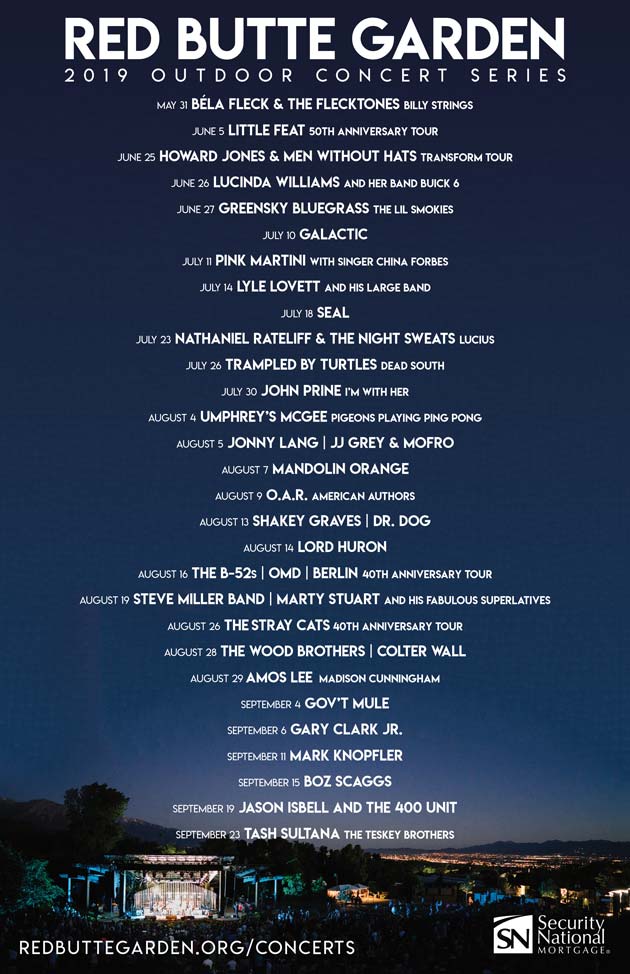 RED BUTTE GARDEN
2019 OUTDOOR CONCERT SERIES
MAY 31 BÉLA FLECK & THE FLECKTONES BILLY STRINGS
JUNE 5 LITTLE FEAT 50TH ANNIVERSARY TOUR
JUNE 25 HOWARD JONES & MEN WITHOUT HATS TRANSFORM TOUR
JUNE 26 LUCINDA WILLIAMS AND HER BAND BUICK 6
JUNE 27 GREENSKY BLUEGRASS THE LIL SMOKIES
JULY 10 GALACTIC
JULY 11 PINK MARTINI WITH SINGER CHINA FORBES
JULY 14 LYLE LOVETT AND HIS LARGE BAND
JULY 18 SEAL
JULY 23 NATHANIEL RATELIFF & THE NIGHT SWEATS LUCIUS
JULY 26 TRAMPLED BY TURTLES DEAD SOUTH
JULY 30 JOHN PRINE I'M WITH HER
AUGUST 4 UMPHREY'S MCGEE PIGEONS PLAYING PING PONG
AUGUST 5 JONNY LANG | JJ GREY & MOFRO
AUGUST 7 MANDOLIN ORANGE
AUGUST 9 O.A.R. AMERICAN AUTHORS
AUGUST 13 SHAKEY GRAVES | DR. DOG
AUGUST 14 LORD HURON
AUGUST 16 THE B-52s | OMD | BERLIN 40TH ANNIVERSARY TOUR
AUGUST 19 STEVE MILLER BAND | MARTY STUART AND HIS FABULOUS SUPERLATIVES
AUGUST 26 THE STRAY CATS 40TH ANNIVERSARY TOUR
AUGUST 28 THE WOOD BROTHERS | COLTER WALL
AUGUST 29 AMOS LEE MADISON CUNNINGHAM
SEPTEMBER 4 GOV'T MULE
SEPTEMBER 6 GARY CLARK JR.
SEPTEMBER 11 MARK KNOPFLER
SEPTEMBER 15 BOZ SCAGGS
SEPTEMBER 19 JASON ISBELL AND THE 400 UNIT
SEPTEMBER 23 TASH SULTANA THE TESKEY BROTHERS
REDBUTTEGARDEN.ORG/CONCERTS
SN Security
National
MORTGAGE®